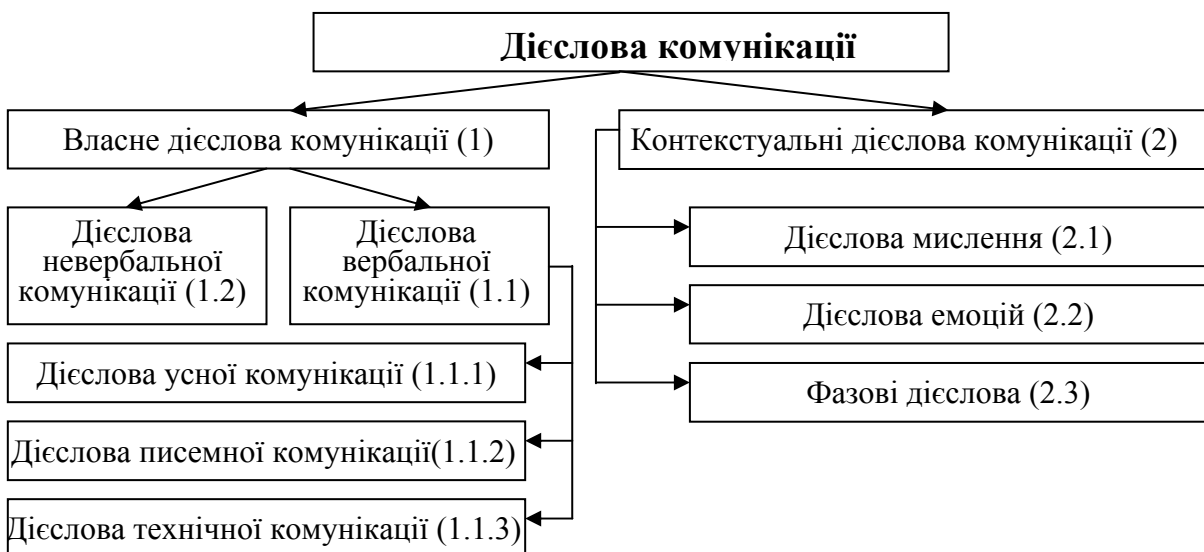 Дієслова комунікації
Власне дієслова комунікації (1)
Контекстуальні дієслова комунікації (2)
Дієслова
невербальної
комунікації (1.2)
Дієслова
вербальної
комунікації (1.1)
Дієслова мислення (2.1)
Дієслова емоцій (2.2)
Фазові дієслова (2.3)
Дієслова усної комунікації (1.1.1)
Дієслова писемної комунікації(1.1.2)
Дієслова технічної комунікації (1.1.3)